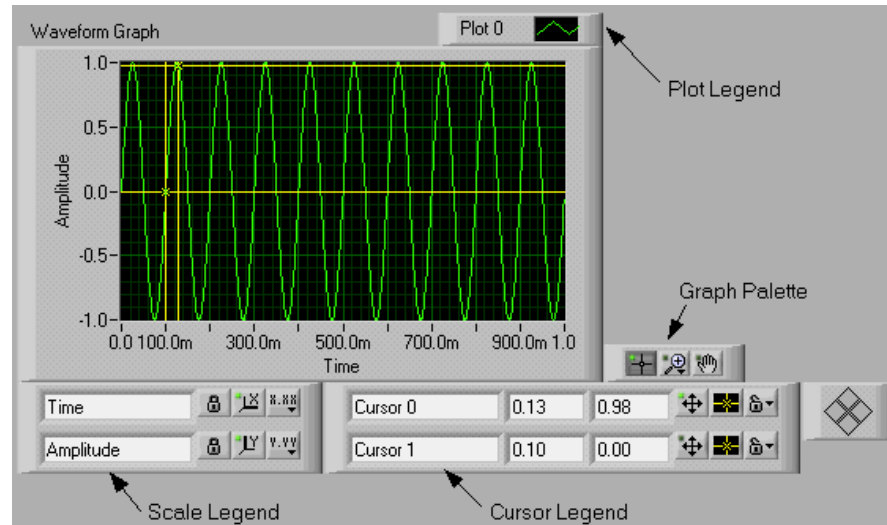 Waveform Graph
Plot 0
Plot Legend
1.0
0.5
0.0
-0.5
-1.0
Amplitude
0.0 100.0m 300.0m 500.0m 700.0m 900.0m 1.0
Time
Graph Palette
Time X X.XX
Cursor 0 0.13 0.98
Amplitude Y Y.YY
Cursor 1 0.10 0.00
Scale Legend
Cursor Legend